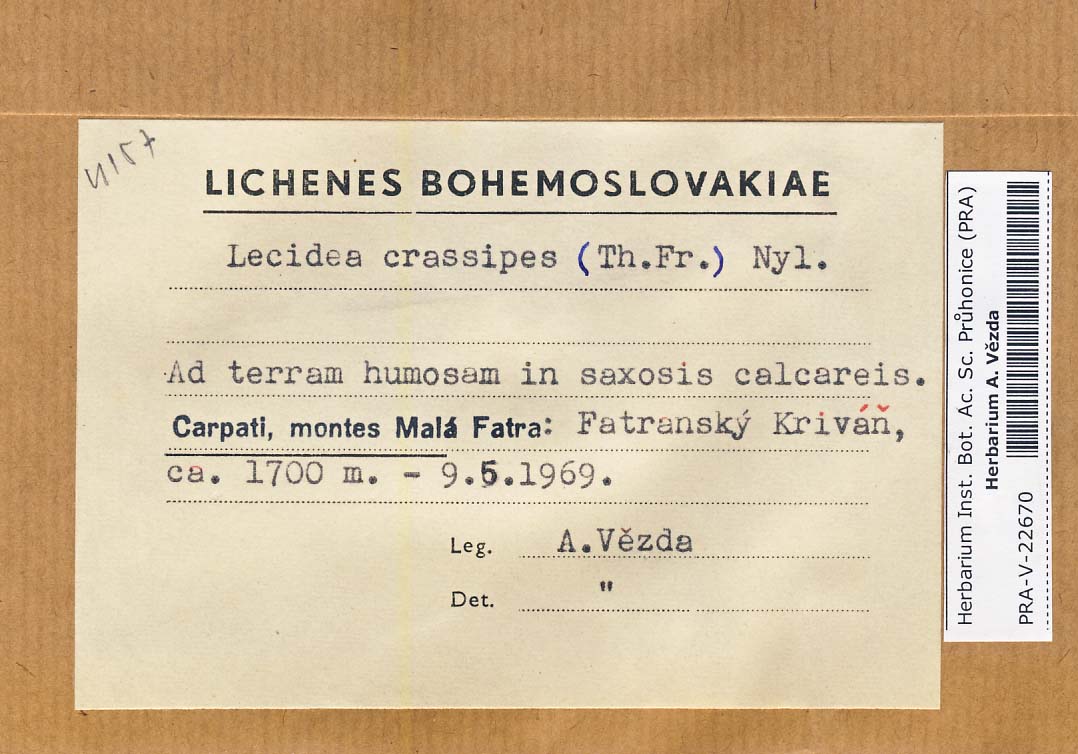 LICHENES BOHEMOSLOVAKIAE
Lecidea crassipes (Th.Fr.) Nyl.
Ad terram humosam in saxosis calcareis.
Carpati, montes Malá Fatra: Fatranský Kriváň,
ca. 1700 m. - 9.5.1969.
Leg. A.Vězda
Det. "
Herbarium Inst. Bot. Ac. Sc. Průhonice (PRA)
Herbarium A. Vězda
PRA-V-22670